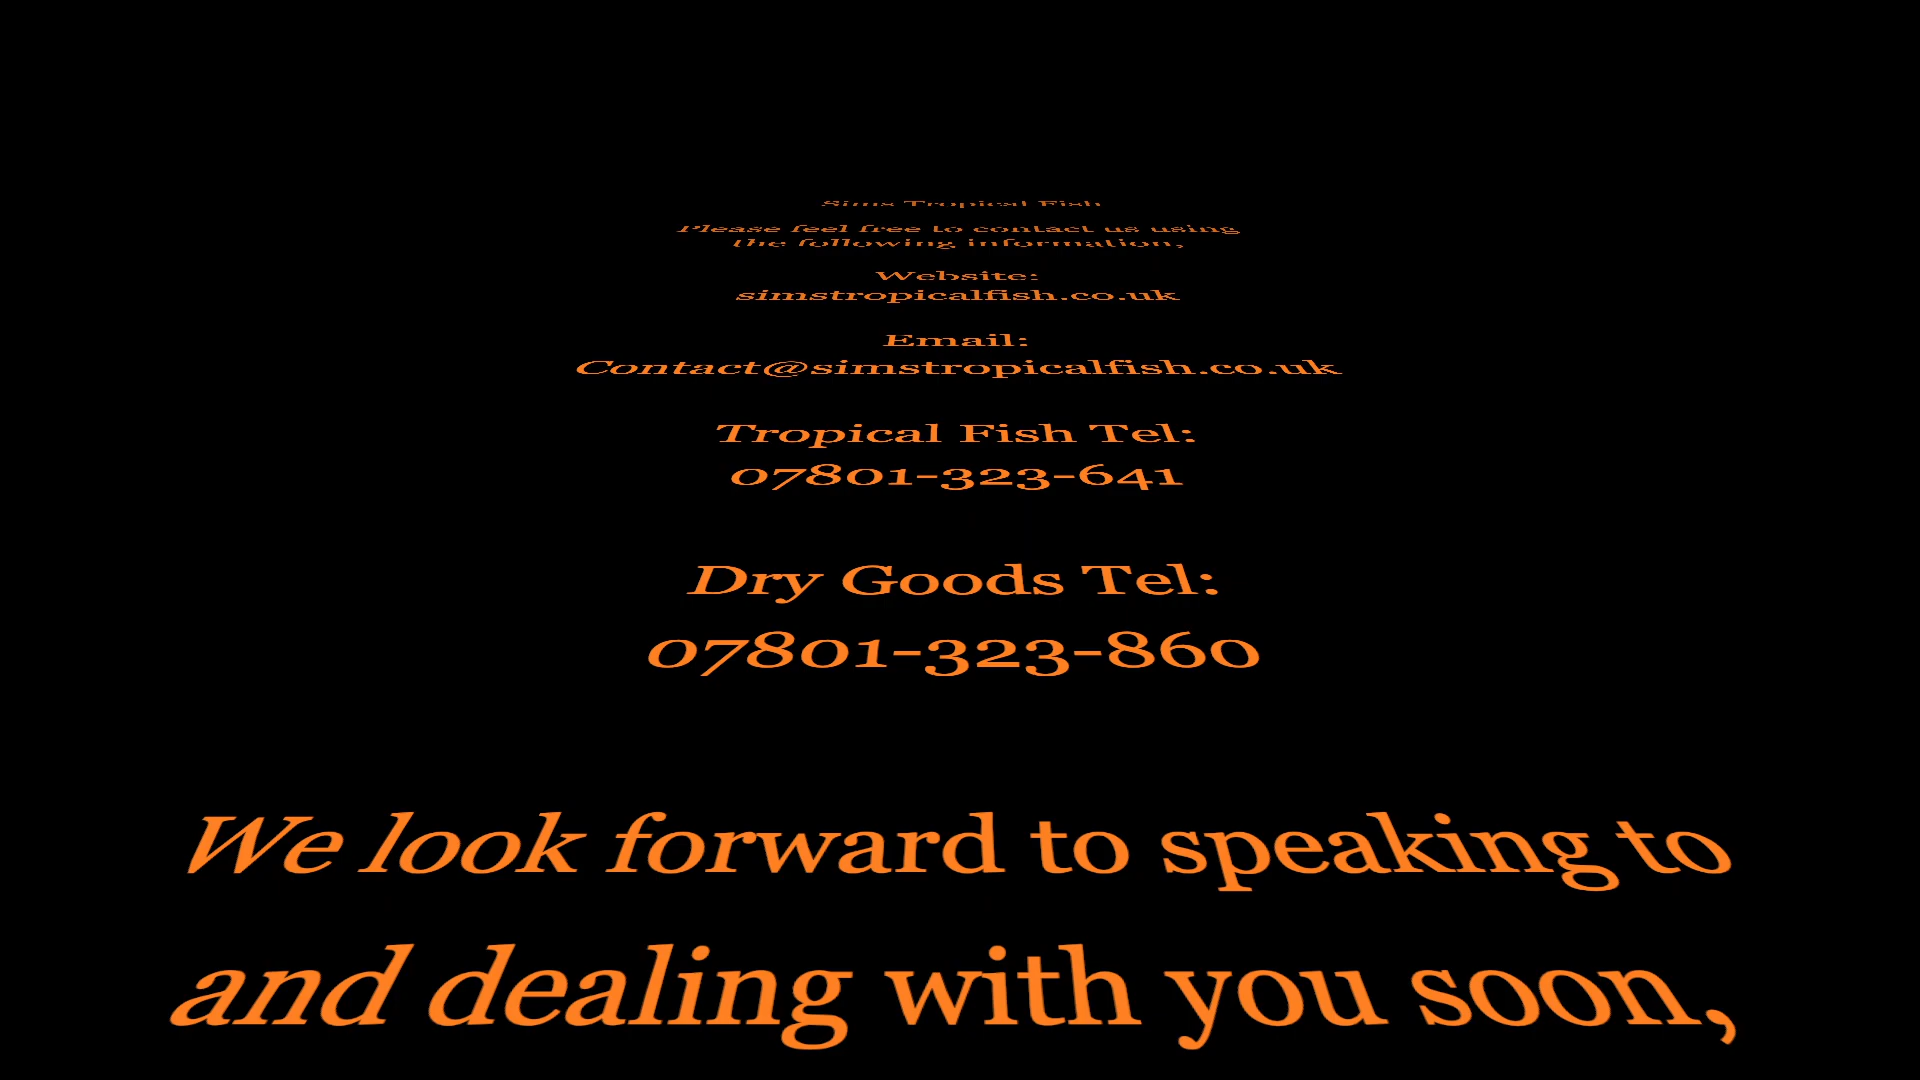 Sims Tropical Fish
Please feel free to contact us using
the following information,
Website:
simstropicalfish.co.uk
Email:
Contact@simstropicalfish.co.uk
Tropical Fish Tel:
07801-323-641
Dry Goods Tel:
07801-323-860
We look forward to speaking to
and dealing with you soon,